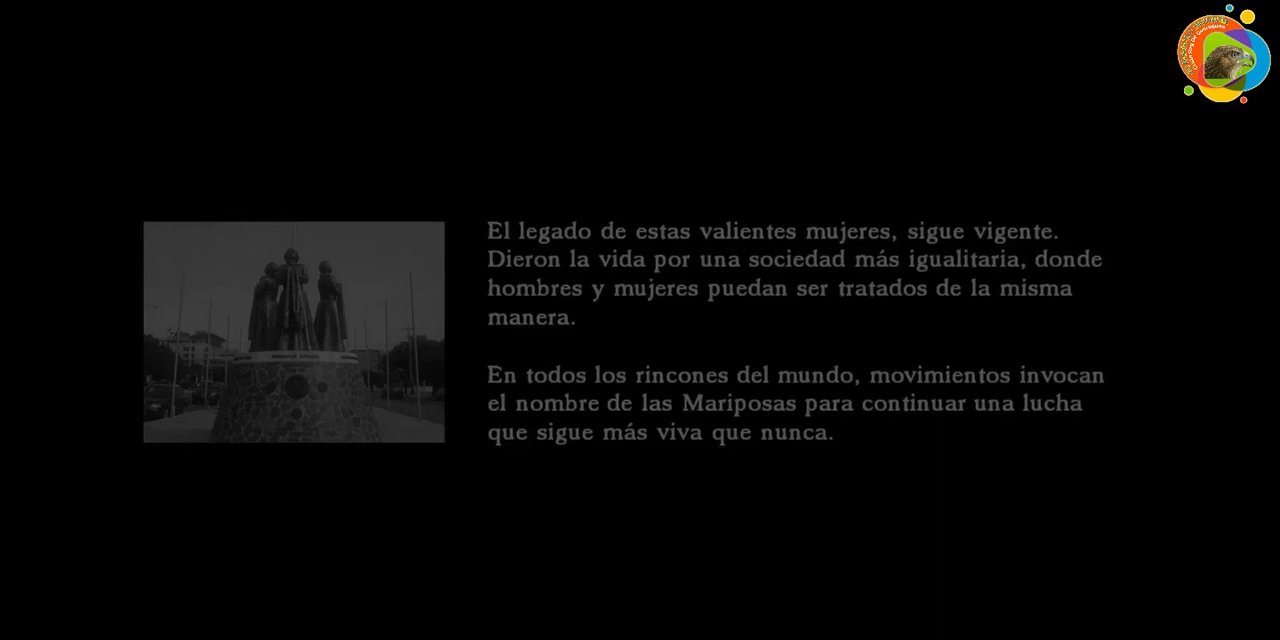 El legado de estas valientes mujeres, sigue vigente.
Dieron la vida por una sociedad más igualitaria, donde
hombres y mujeres puedan ser tratados de la misma
manera.
En todos los rincones del mundo, movimientos invocan
el nombre de las Mariposas para continuar una lucha
que sigue más viva que nunca.